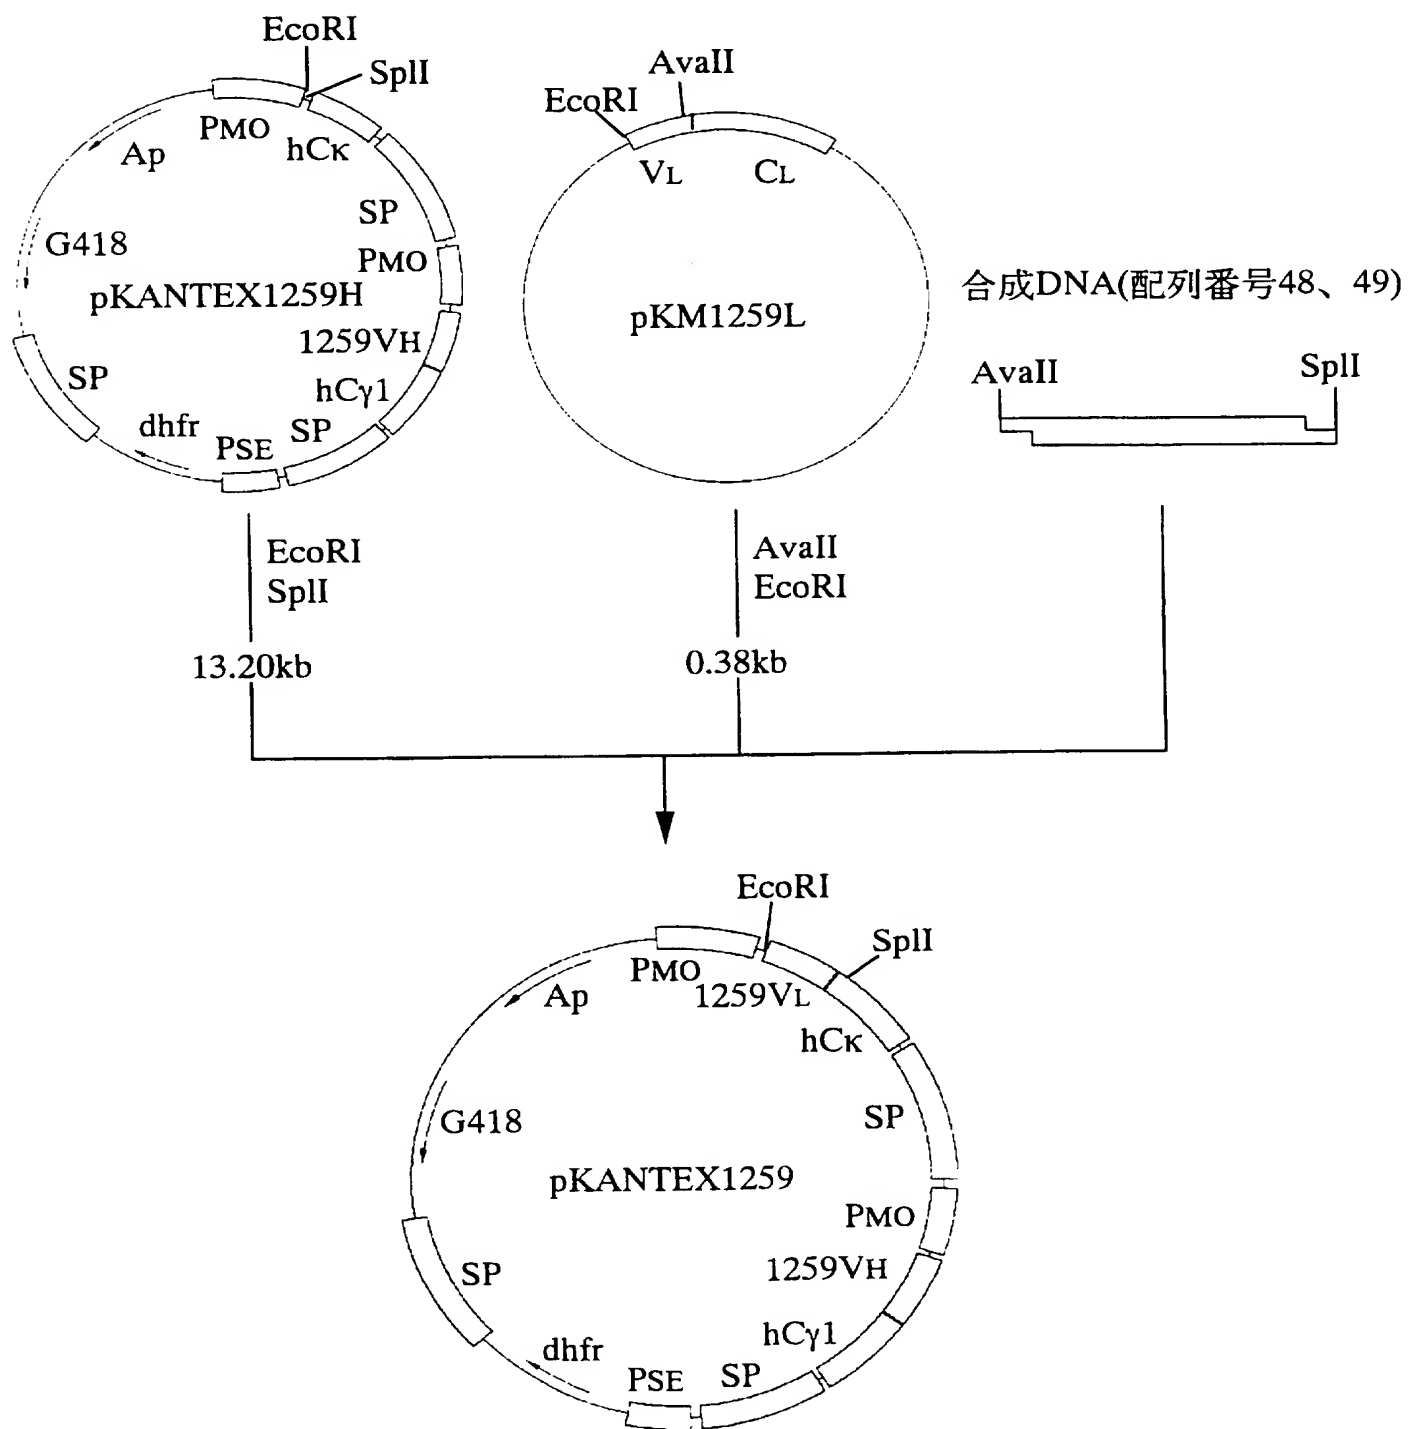 EcoRI
SplI
PMO
hCκ
Ap
SP
G418
PMO
pKANTEX1259H
1259VH
SP
hCγ1
dhfr
SP
PSE
AvaII
EcoRI
VL
CL
pKM1259L
合成DNA(配列番号48、49)
AvaII
SplI
EcoRI
SplI
13.20kb
AvaII
EcoRI
0.38kb
EcoRI
SplI
PMO
1259VL
Ap
hCκ
G418
SP
pKANTEX1259
PMO
SP
1259VH
hCγ1
dhfr
PSE
SP